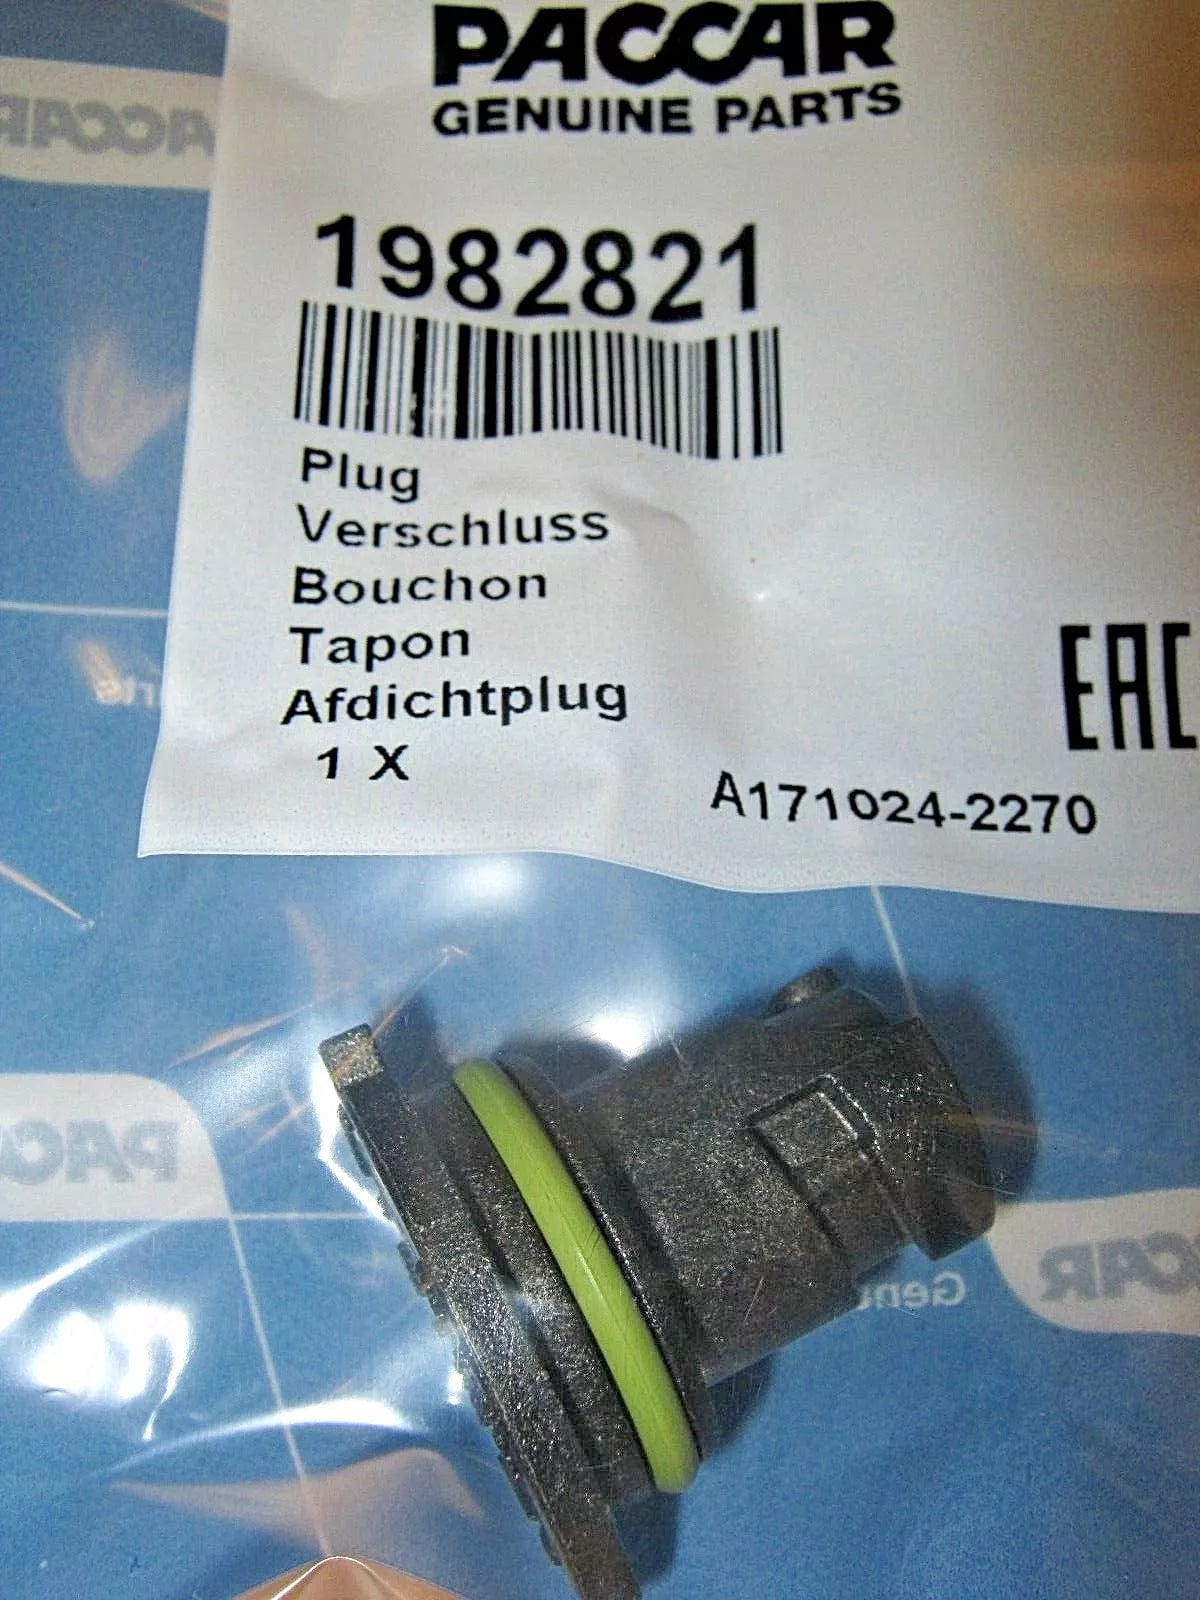 PACCAR
GENUINE PARTS
1982821
Plug
Verschluss
Bouchon
Tapon
Afdichtplug
1 X
EAC
A171024-2270